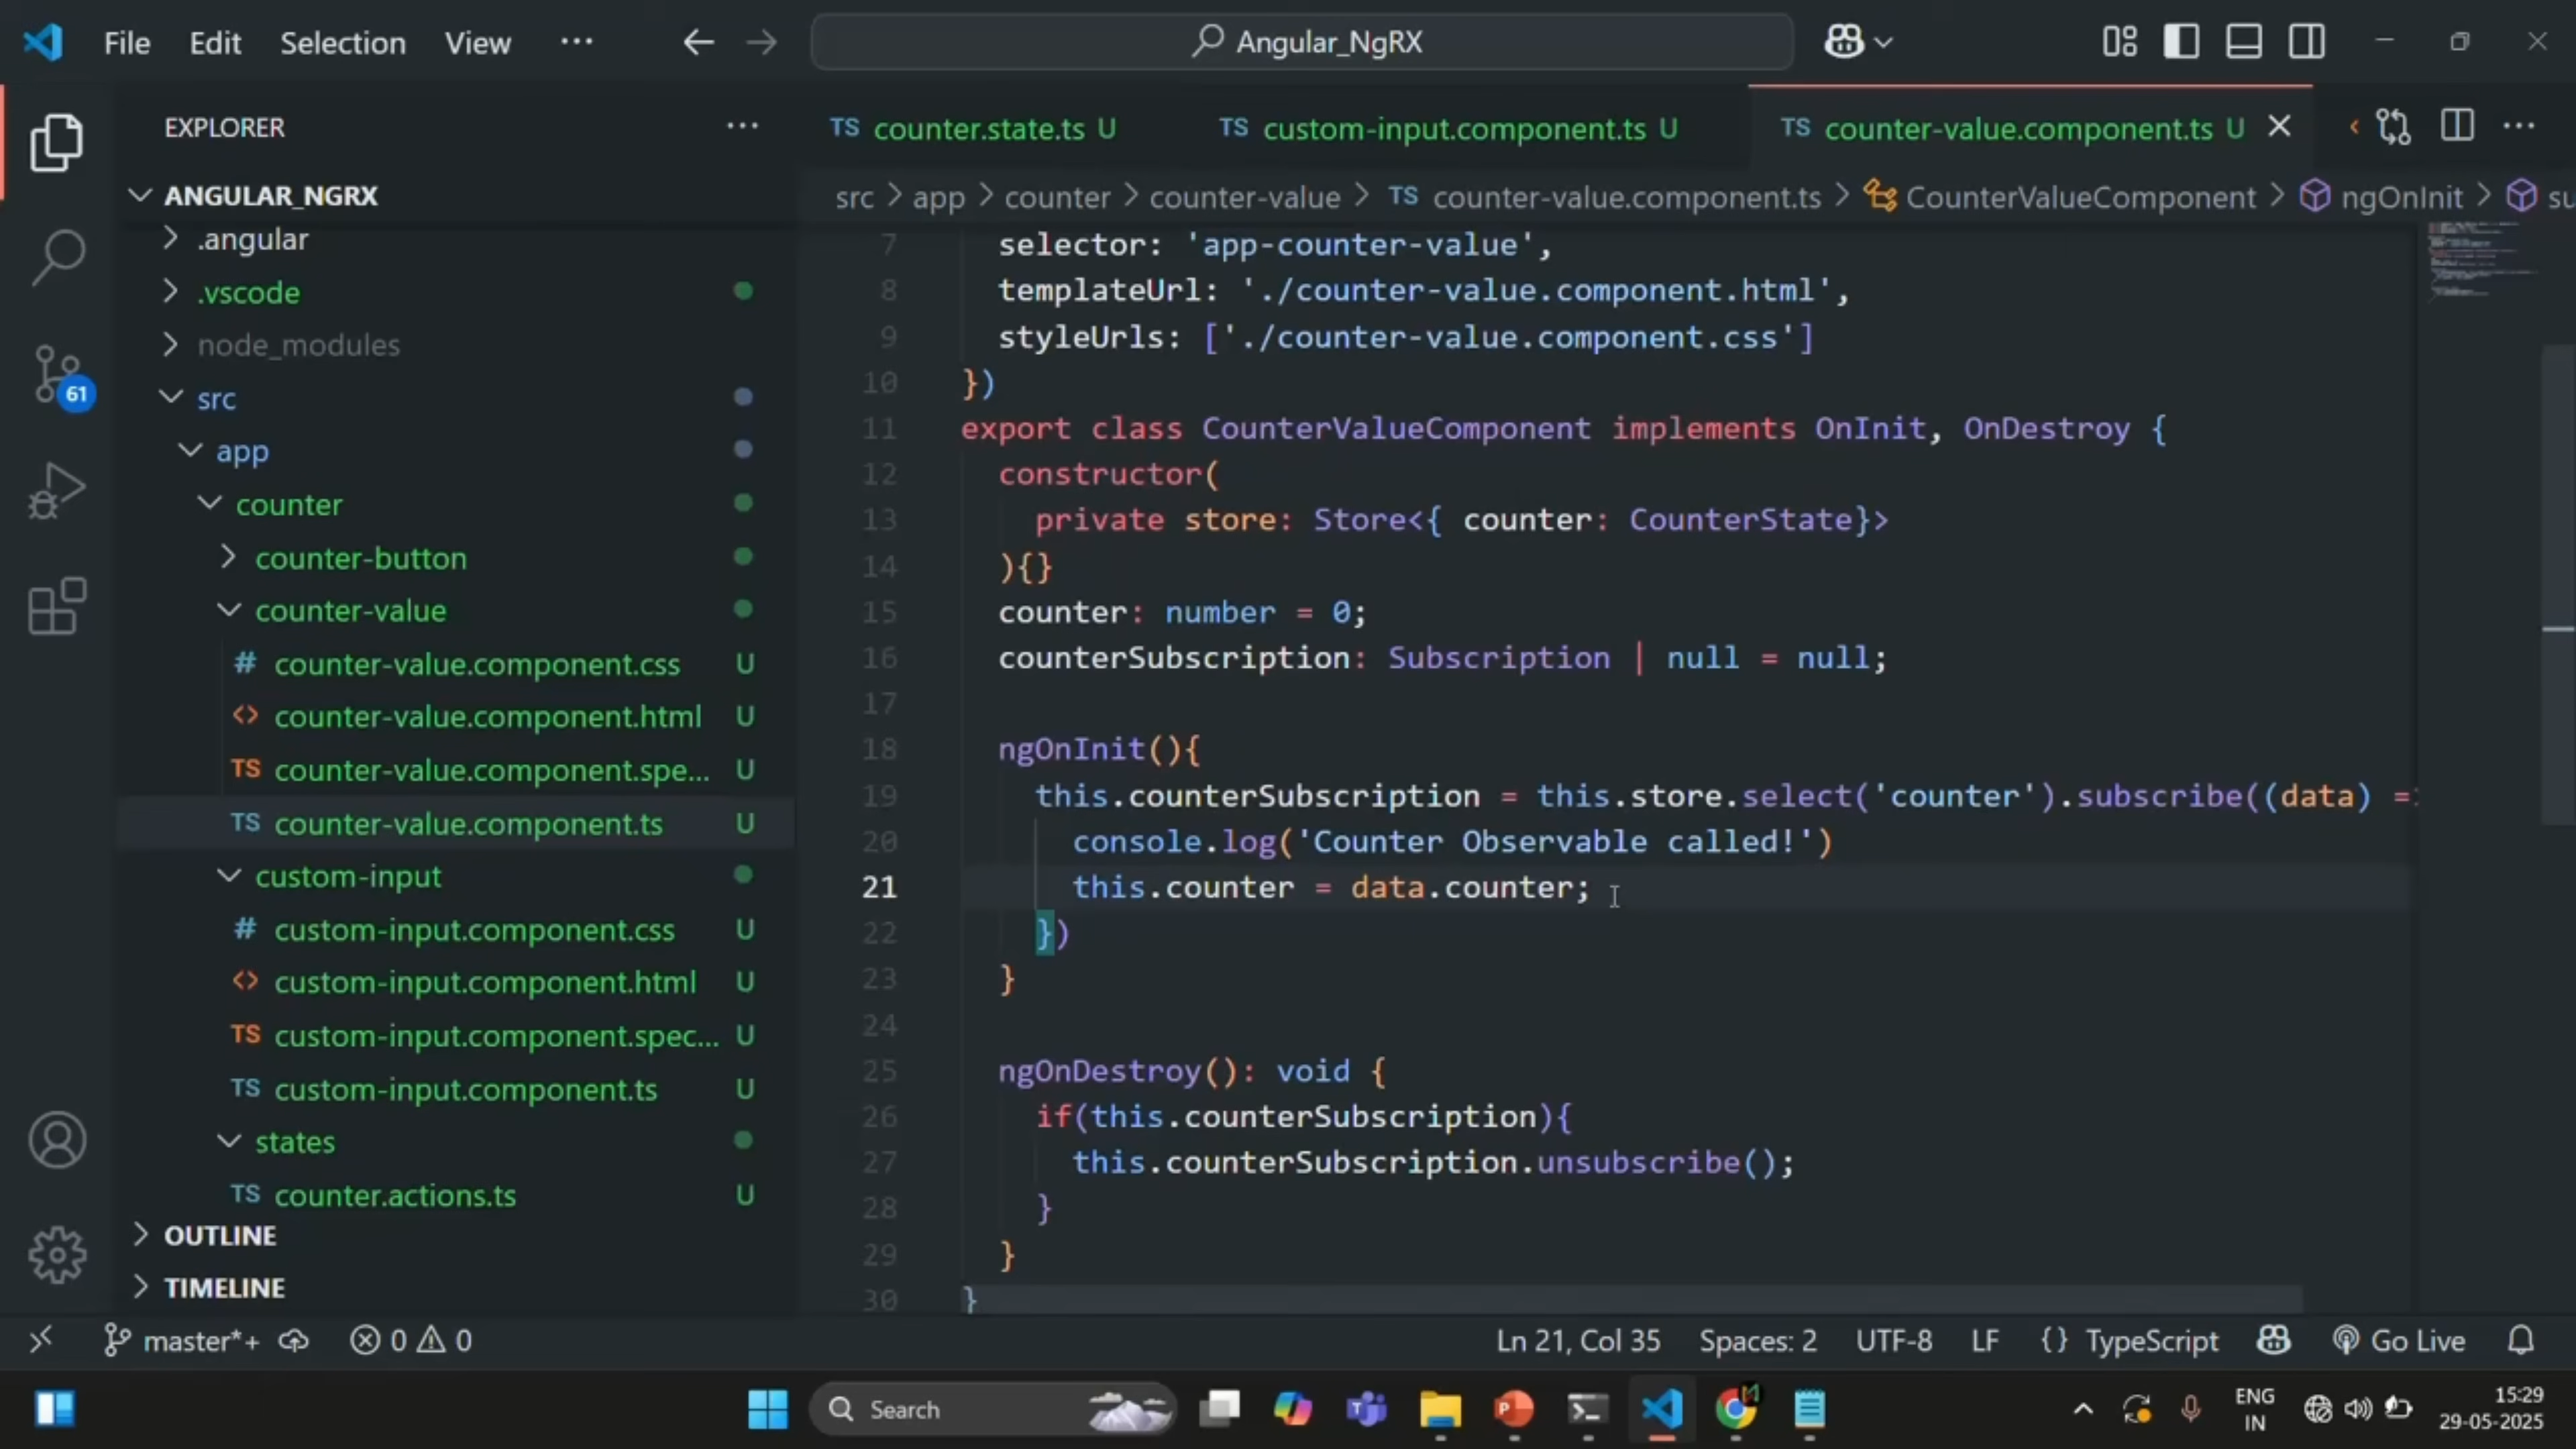 File Edit Selection View ...
Angular_NgRX
EXPLORER
ANGULAR_NGRX
.angular
.vscode
node_modules
src
app
counter
counter-button
counter-value
# counter-value.component.css U
<> counter-value.component.html U
TS counter-value.component.spe... U
TS counter-value.component.ts U
custom-input
# custom-input.component.css U
<> custom-input.component.html U
TS custom-input.component.spec... U
TS custom-input.component.ts U
states
TS counter.actions.ts U
OUTLINE
TIMELINE
61
TS counter.state.ts U
TS custom-input.component.ts U
TS counter-value.component.ts U
src > app > counter > counter-value > TS counter-value.component.ts > CounterValueComponent > ngOnInit > su
7 selector: 'app-counter-value',
8 templateUrl: './counter-value.component.html',
9 styleUrls: ['./counter-value.component.css']
10 })
11 export class CounterValueComponent implements OnInit, OnDestroy {
12 constructor(
13 private store: Store<{ counter: CounterState}>
14 ){}
15 counter: number = 0;
16 counterSubscription: Subscription | null = null;
17
18 ngOnInit(){
19 this.counterSubscription = this.store.select('counter').subscribe((data) =
20 console.log('Counter Observable called!')
21 this.counter = data.counter;
22 })
23 }
24
25 ngOnDestroy(): void {
26 if(this.counterSubscription){
27 this.counterSubscription.unsubscribe();
28 }
29 }
30 }
master*+ 0 0
Ln 21, Col 35 Spaces: 2 UTF-8 LF {} TypeScript Go Live
Search
ENG
IN
15:29
29-05-2025